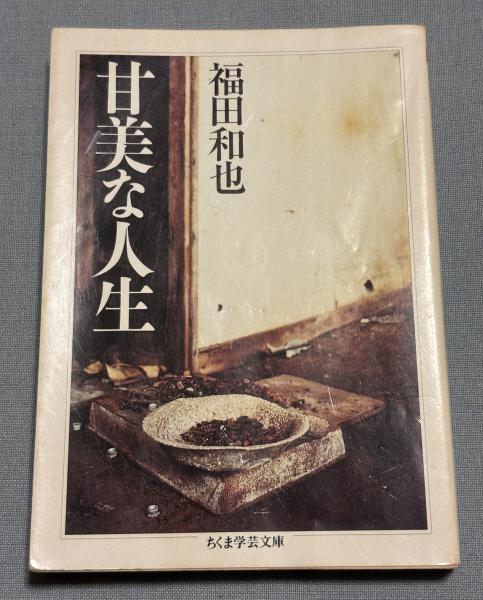 福田和也
甘美な人生
ちくま学芸文庫